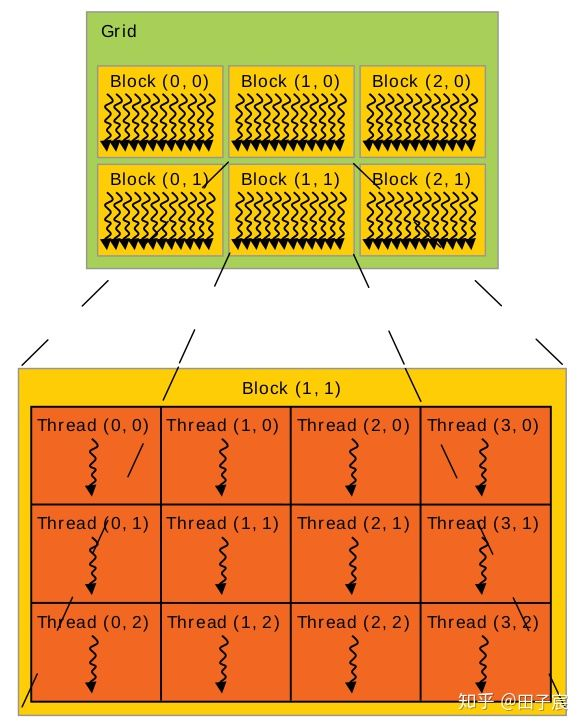 Grid
Block (0, 0) Block (1, 0) Block (2, 0)
Block (0, 1) Block (1, 1) Block (2, 1)
Block (1, 1)
Thread (0, 0) Thread (1, 0) Thread (2, 0) Thread (3, 0)
Thread (0, 1) Thread (1, 1) Thread (2, 1) Thread (3, 1)
Thread (0, 2) Thread (1, 2) Thread (2, 2) Thread (3, 2)
知乎 @田子宸